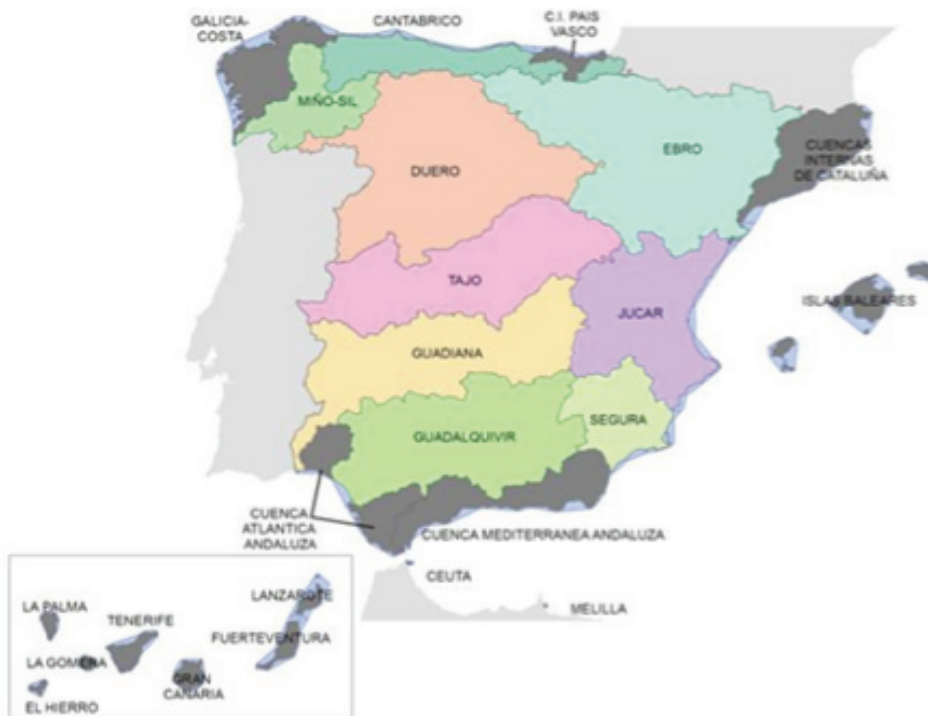 GALICIA-
COSTA
CANTABRICO
C.I. PAIS
VASCO
MIÑO-SIL
DUERO
EBRO
CUENCAS
INTERNAS
DE CATALUÑA
TAJO
JUCAR
ISLAS BALEARES
GUADIANA
SEGURA
GUADALQUIVIR
CUENCA
ATLANTICA
ANDALUZA
CUENCA MEDITERRANEA ANDALUZA
CEUTA
MELILLA
LANZAROTE
LA PALMA
TENERIFE
FUERTEVENTURA
LA GOMERA
GRAN
CANARIA
EL HIERRO